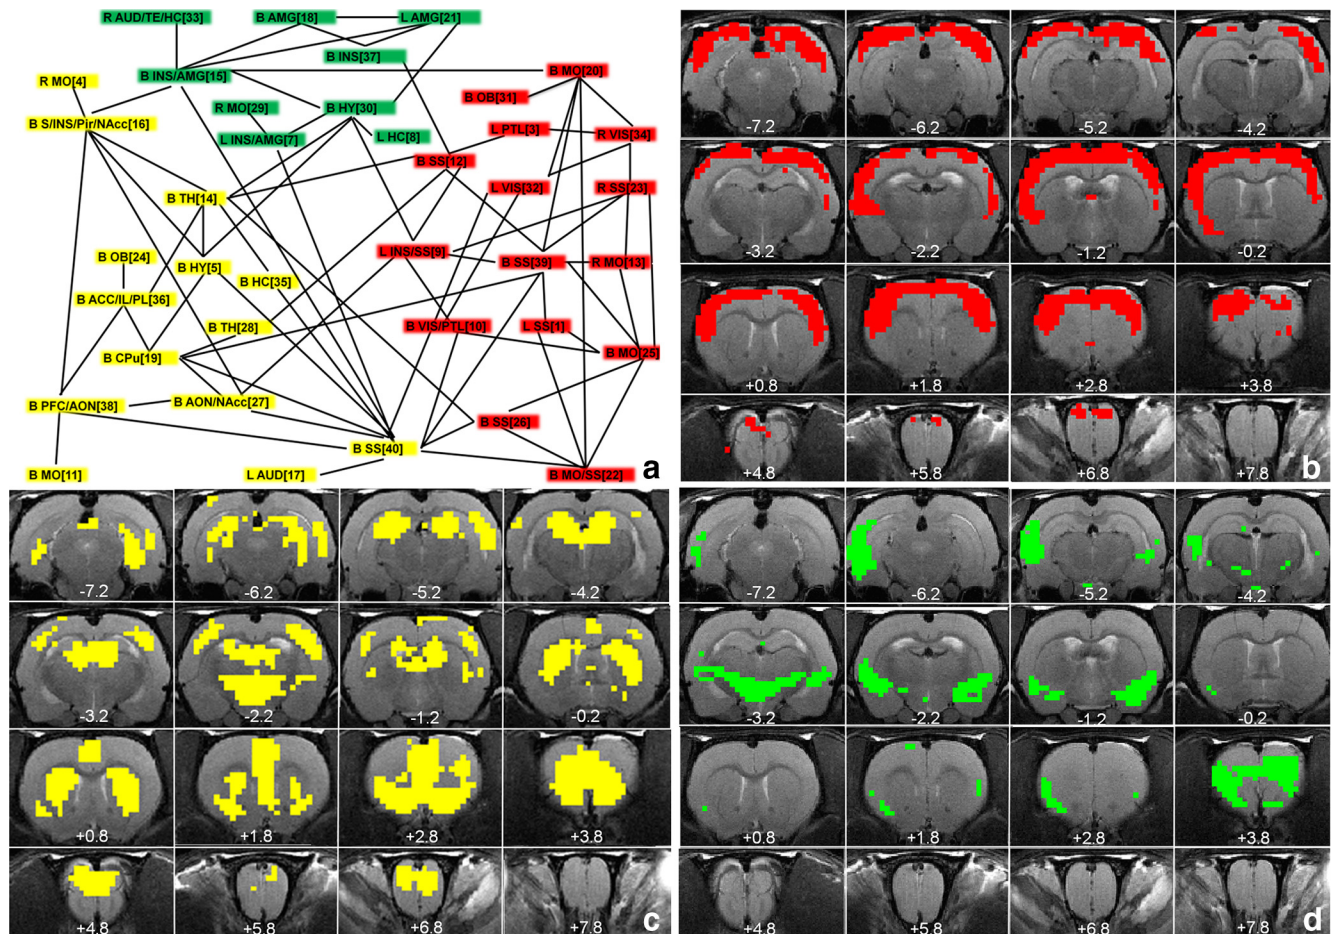 R AUD/TE/HC[33]
B AMG[18]
L AMG[21]
B INS[37]
B INS/AMG[15]
B MO[20]
R MO[4]
B OB[31]
R MO[29]
B HY[30]
B S/INS/Pir/NAcc[16]
L PTL[3]
R VIS[34]
L INS/AMG[7]
L HC[8]
B SS[12]
L VIS[32]
R SS[23]
B TH[14]
L INS/SS[9]
B OB[24]
B SS[39]
R MO[13]
B HY[5]
B HC[35]
B ACC/IL/PL[36]
B TH[28]
B VIS/PTL[10]
L SS[1]
B CPu[19]
B MO[25]
B PFC/AON[38]
B AON/NAcc[27]
B SS[26]
B SS[40]
B MO[11]
L AUD[17]
B MO/SS[22]
a
-7.2
-6.2
-5.2
-4.2
-3.2
-2.2
-1.2
-0.2
+0.8
+1.8
+2.8
+3.8
+4.8
+5.8
+6.8
+7.8
b
-7.2
-6.2
-5.2
-4.2
-3.2
-2.2
-1.2
-0.2
+0.8
+1.8
+2.8
+3.8
+4.8
+5.8
+6.8
+7.8
c
-7.2
-6.2
-5.2
-4.2
-3.2
-2.2
-1.2
-0.2
+0.8
+1.8
+2.8
+3.8
+4.8
+5.8
+6.8
+7.8
d